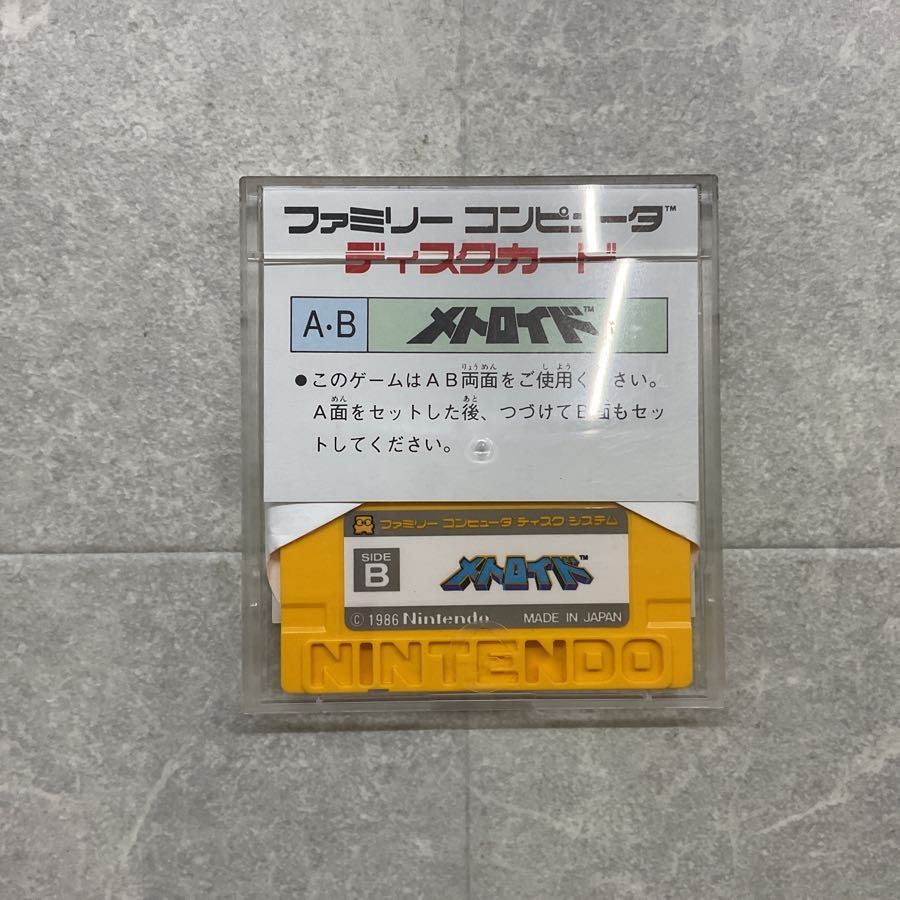 ファミリー コンピュータ™
ディスクカード
A・B メトロイド™
●このゲームはAB両面をご使用ください。
A面をセットした後、つづけてB面もセッ
トしてください。
ファミリー コンピュータ ディスク システム
SIDE
B
メトロイド™
© 1986 Nintendo MADE IN JAPAN
NINTENDO